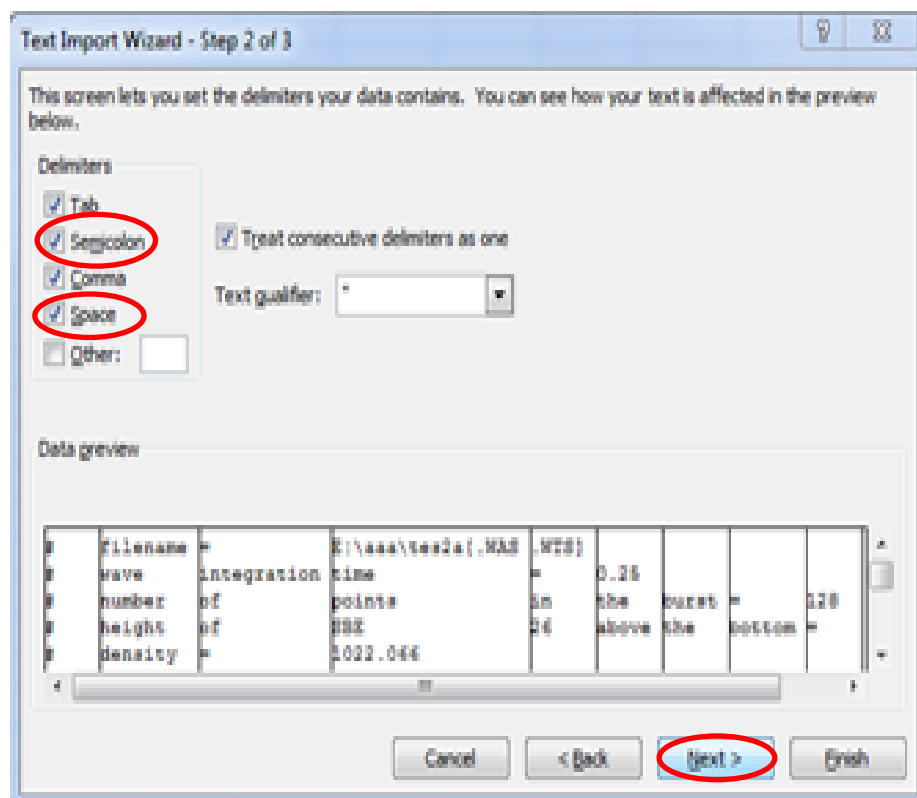 Text Import Wizard - Step 2 of 3
This screen lets you set the delimiters your data contains. You can see how your text is affected in the preview
below.
Delimiters
Tab
Semicolon
Treat consecutive delimiters as one
Comma
Text qualifier: "
Space
Other:
Data preview
# filename = .WAS .WTS}
# wave integration time = 0.25
# number of points in the burst = 128
# height of 26 above the bottom =
# density = 1022.066
Cancel
< Back
Next >
Finish